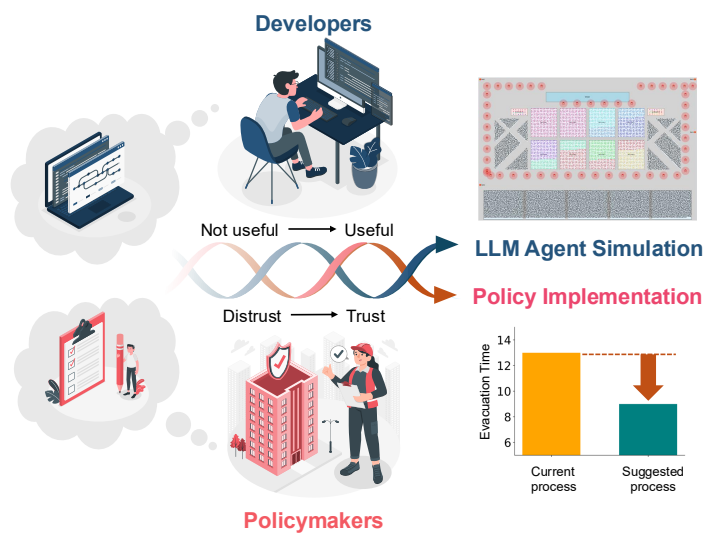 Developers
Not useful
Useful
LLM Agent Simulation
Policy Implementation
Distrust
Trust
14
12
10
8
6
Evacuation Time
Current
process
Suggested
process
Policymakers